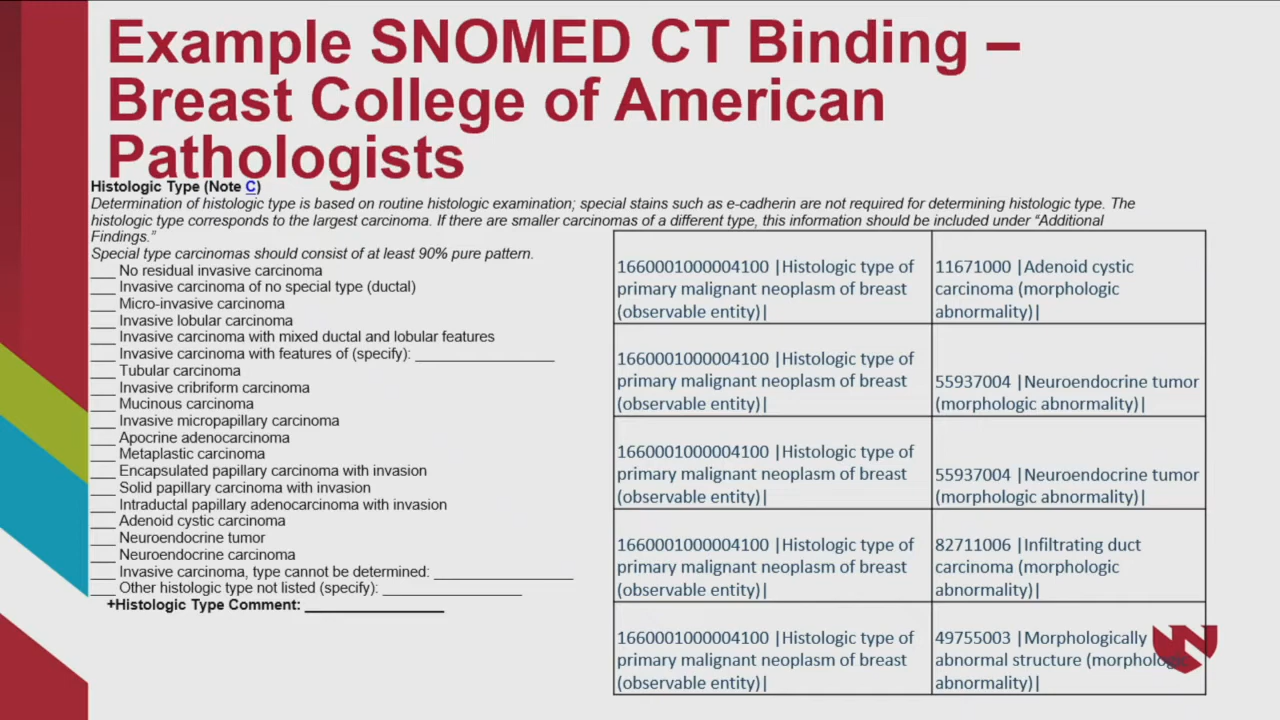 Example SNOMED CT Binding –
Breast College of American
Pathologists
Histologic Type (Note C)
Determination of histologic type is based on routine histologic examination; special stains such as e-cadherin are not required for determining histologic type. The
histologic type corresponds to the largest carcinoma. If there are smaller carcinomas of a different type, this information should be included under “Additional
Findings.”
Special type carcinomas should consist of at least 90% pure pattern.
___ No residual invasive carcinoma
___ Invasive carcinoma of no special type (ductal)
___ Micro-invasive carcinoma
___ Invasive lobular carcinoma
___ Invasive carcinoma with mixed ductal and lobular features
___ Invasive carcinoma with features of (specify): _________________
___ Tubular carcinoma
___ Invasive cribriform carcinoma
___ Mucinous carcinoma
___ Invasive micropapillary carcinoma
___ Apocrine adenocarcinoma
___ Metaplastic carcinoma
___ Encapsulated papillary carcinoma with invasion
___ Solid papillary carcinoma with invasion
___ Intraductal papillary adenocarcinoma with invasion
___ Adenoid cystic carcinoma
___ Neuroendocrine tumor
___ Neuroendocrine carcinoma
___ Invasive carcinoma, type cannot be determined: _________________
___ Other histologic type not listed (specify): _________________
+Histologic Type Comment: _________________
1660001000004100 |Histologic type of
primary malignant neoplasm of breast
(observable entity)|
11671000 |Adenoid cystic
carcinoma (morphologic
abnormality)|
1660001000004100 |Histologic type of
primary malignant neoplasm of breast
(observable entity)|
55937004 |Neuroendocrine tumor
(morphologic abnormality)|
1660001000004100 |Histologic type of
primary malignant neoplasm of breast
(observable entity)|
55937004 |Neuroendocrine tumor
(morphologic abnormality)|
1660001000004100 |Histologic type of
primary malignant neoplasm of breast
(observable entity)|
82711006 |Infiltrating duct
carcinoma (morphologic
abnormality)|
1660001000004100 |Histologic type of
primary malignant neoplasm of breast
(observable entity)|
49755003 |Morphologically
abnormal structure (morphologic
abnormality)|
N